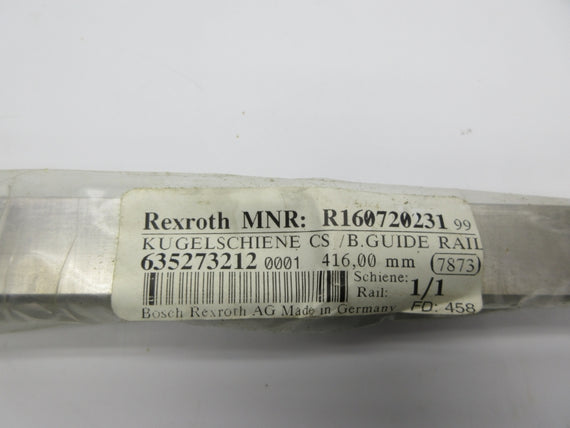 Rexroth MNR: R160720231 99
KUGELSCHIENE CS /B.GUIDE RAIL
635273212 0001 416,00 mm 7873
Schiene:
Rail: 1/1
Bosch Rexroth AG Made in Germany FD: 458